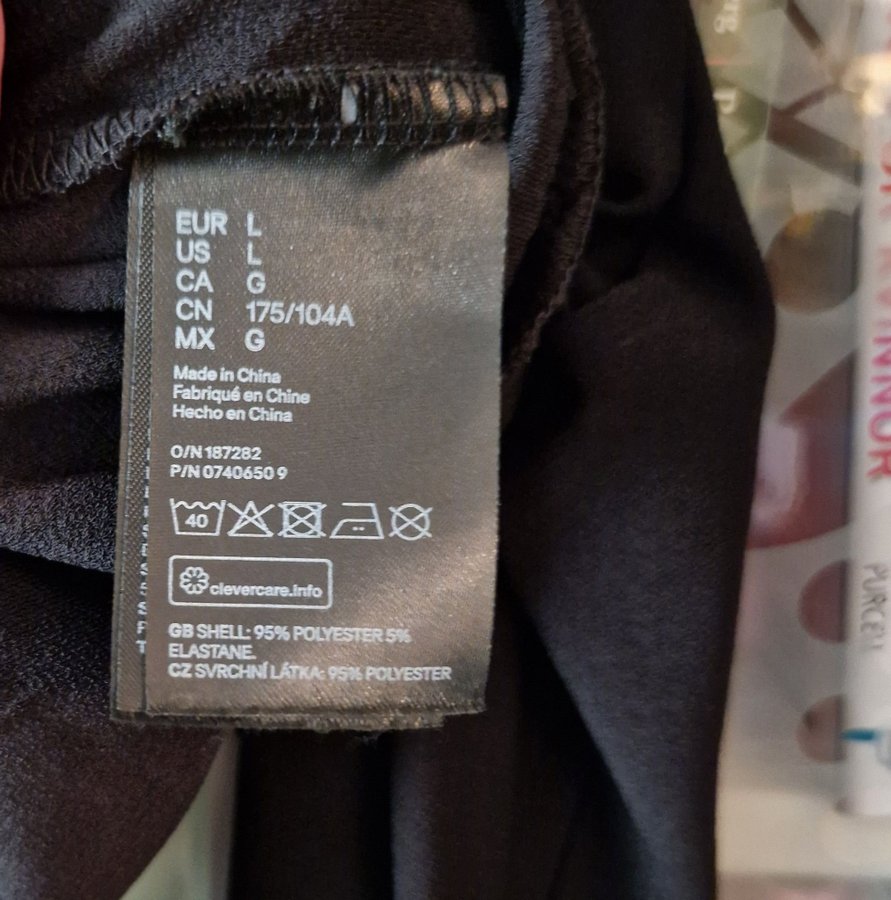 EUR L
US L
CA G
CN 175/104A
MX G
Made in China
Fabriqué en Chine
Hecho en China
O/N 187282
P/N 0740650 9
40
clevercare.info
GB SHELL: 95% POLYESTER 5%
ELASTANE.
CZ SVRCHNÍ LÁTKA: 95% POLYESTER
PURCELL